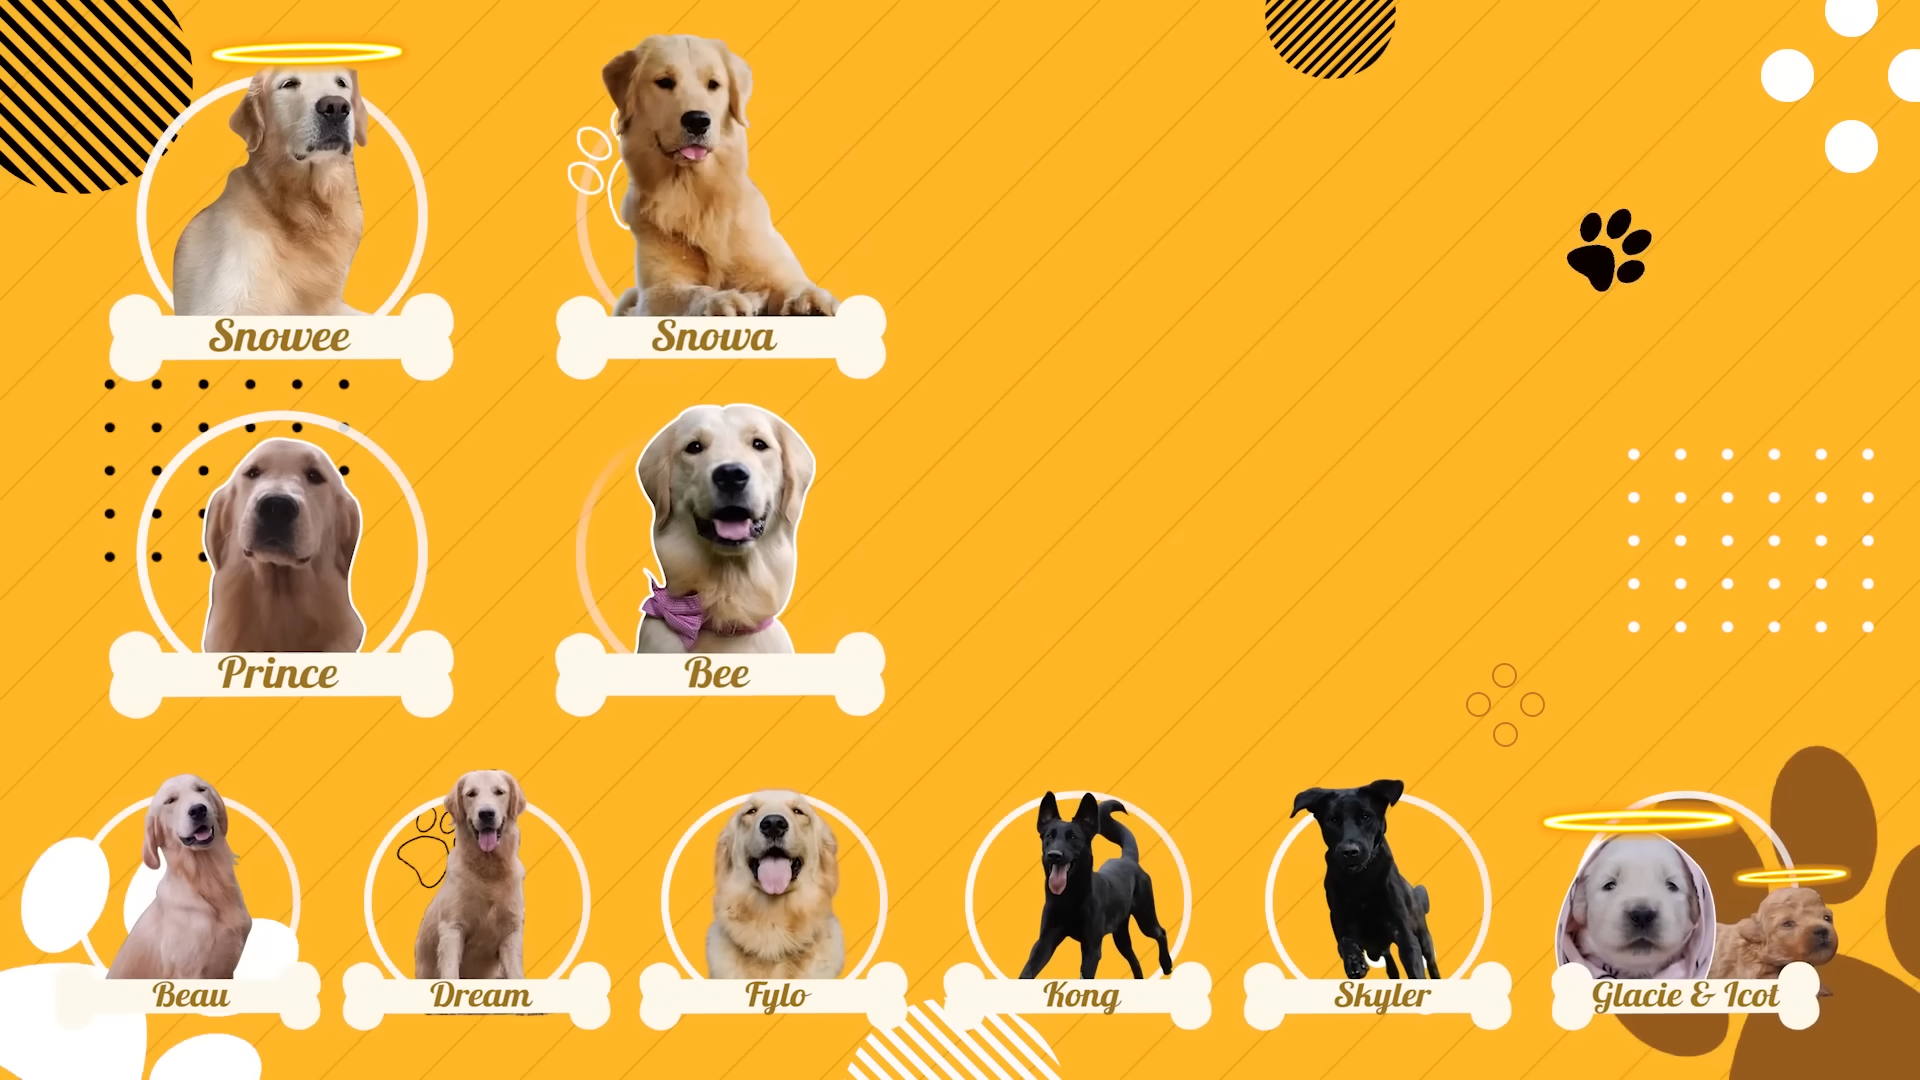 Snowee
Snowa
Prince
Bee
Beau
Dream
Fylo
Kong
Skyler
Glacie & Icot